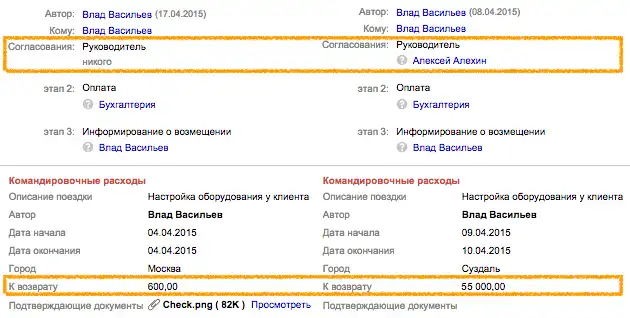 Автор: Влад Васильев (17.04.2015)
Кому: Влад Васильев
Согласования: Руководитель
никого
этап 2: Оплата
? Бухгалтерия
этап 3: Информирование о возмещении
? Влад Васильев
Автор: Влад Васильев (08.04.2015)
Кому: Влад Васильев
Согласования: Руководитель
? Алексей Алехин
этап 2: Оплата
? Бухгалтерия
этап 3: Информирование о возмещении
? Влад Васильев
Командировочные расходы
Описание поездки Настройка оборудования у клиента
Автор Влад Васильев
Дата начала 04.04.2015
Дата окончания 04.04.2015
Город Москва
К возврату 600,00
Подтверждающие документы Check.png ( 82K ) Просмотреть
Командировочные расходы
Описание поездки Настройка оборудования у клиента
Автор Влад Васильев
Дата начала 09.04.2015
Дата окончания 10.04.2015
Город Суздаль
К возврату 55 000,00
Подтверждающие документы